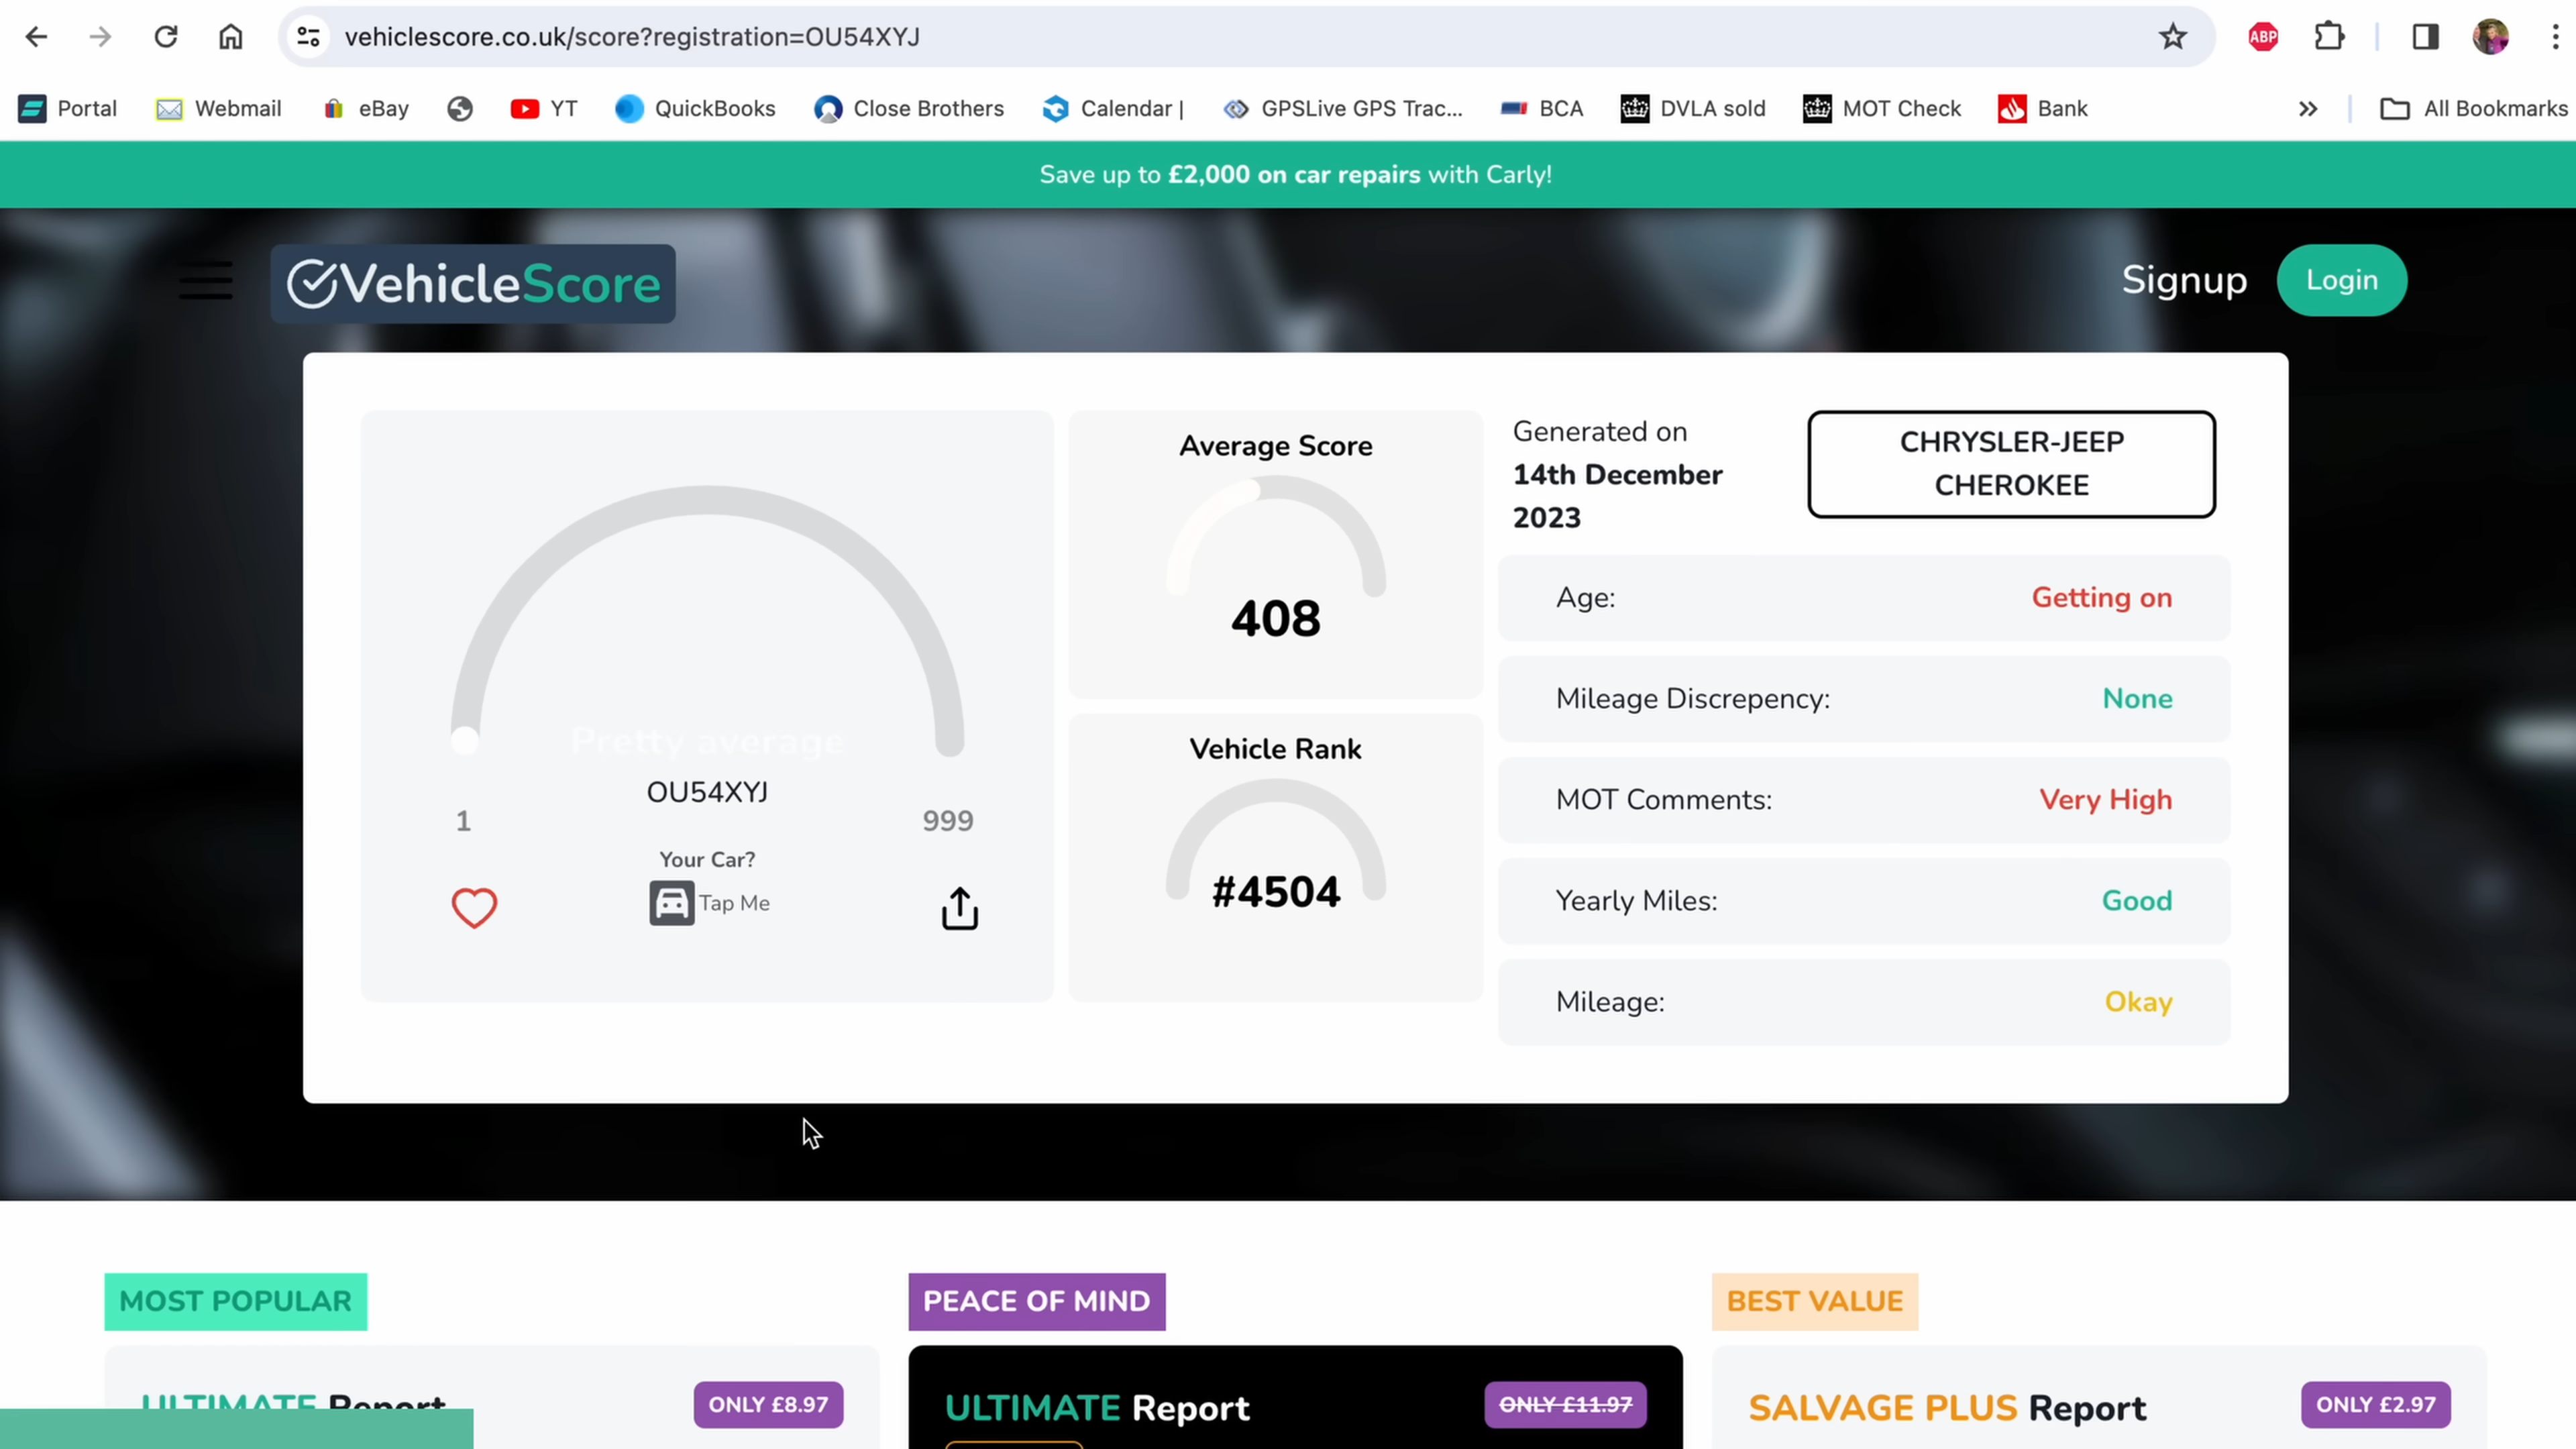 vehiclescore.co.uk/score?registration=OU54XYJ
ABP
Portal Webmail eBay YT QuickBooks Close Brothers Calendar | GPSLive GPS Trac... BCA DVLA sold MOT Check Bank » All Bookmarks
Save up to £2,000 on car repairs with Carly!
VehicleScore
Signup Login
Pretty average
OU54XYJ
1 999
Your Car?
Tap Me
Average Score
408
Vehicle Rank
#4504
Generated on
14th December
2023
CHRYSLER-JEEP
CHEROKEE
Age: Getting on
Mileage Discrepency: None
MOT Comments: Very High
Yearly Miles: Good
Mileage: Okay
MOST POPULAR
ULTIMATE Report ONLY £8.97
PEACE OF MIND
ULTIMATE Report ONLY £11.97
BEST VALUE
SALVAGE PLUS Report ONLY £2.97